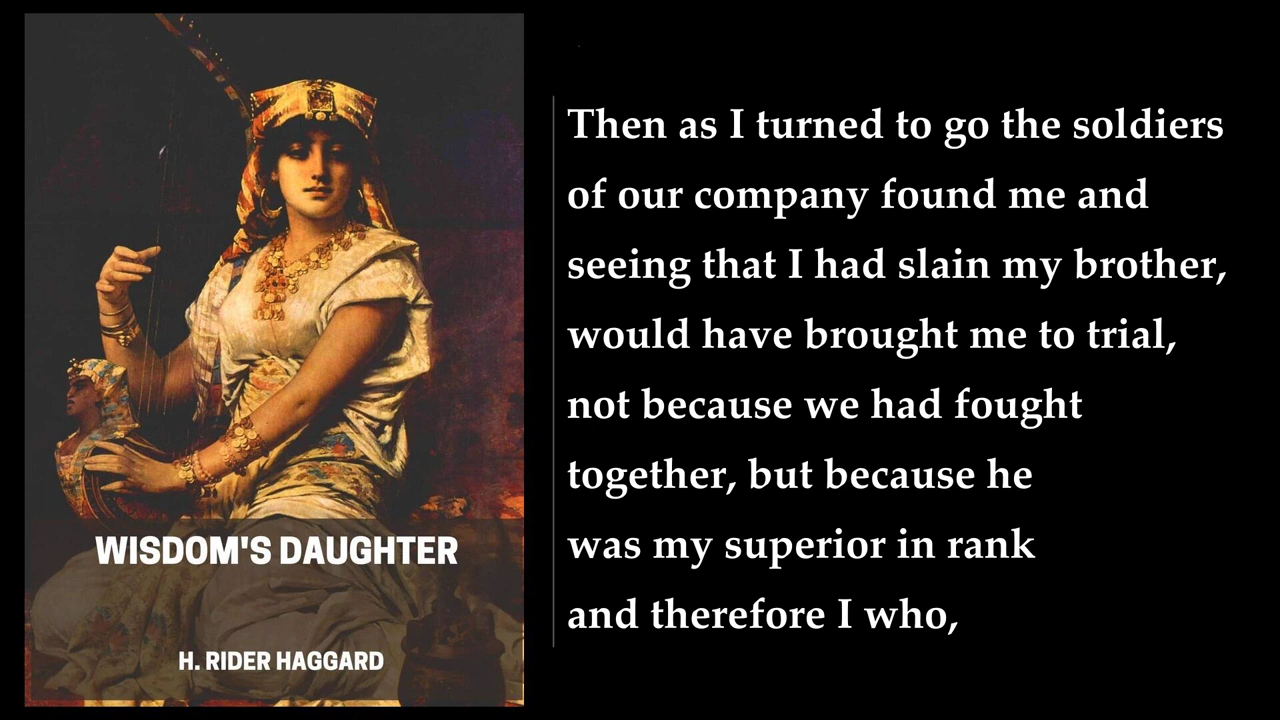 WISDOM'S DAUGHTER
H. RIDER HAGGARD
Then as I turned to go the soldiers
of our company found me and
seeing that I had slain my brother,
would have brought me to trial,
not because we had fought
together, but because he
was my superior in rank
and therefore I who,